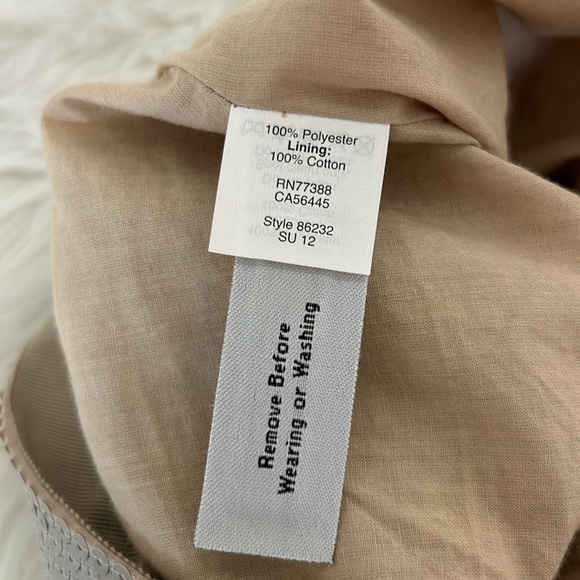 100% Polyester
Lining:
100% Cotton
RN77388
CA56445
Style 86232
SU 12
Remove Before
Wearing or Washing